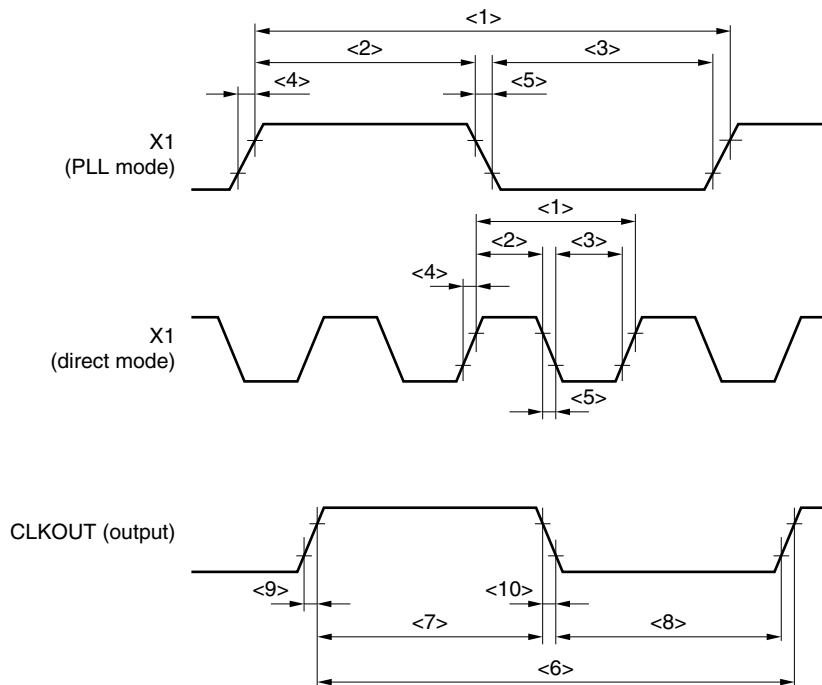 <1>
<2> <3>
<4> <5>
X1
(PLL mode)
<1>
<2> <3>
<4>
X1
(direct mode)
<5>
CLKOUT (output)
<9> <10>
<7> <8>
<6>